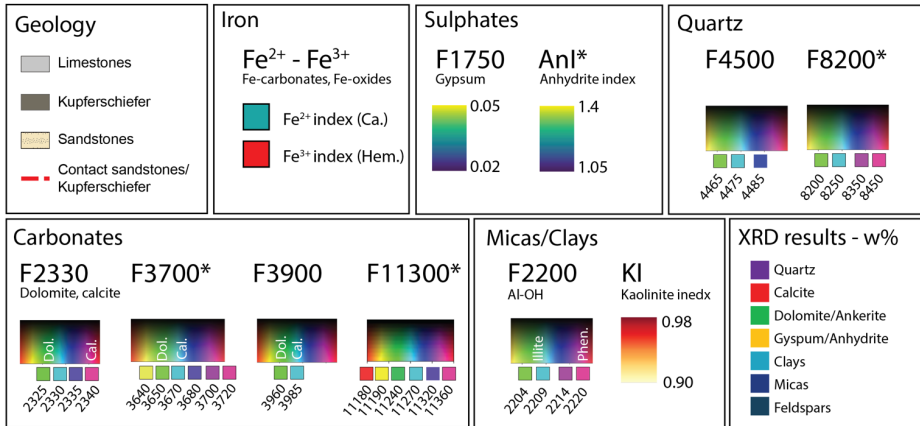 Geology
Limestones
Kupferschiefer
Sandstones
Contact sandstones/
Kupferschiefer
Iron
Fe²⁺ - Fe³⁺
Fe-carbonates, Fe-oxides
Fe²⁺ index (Ca.)
Fe³⁺ index (Hem.)
Sulphates
F1750
Gypsum
0.05
0.02
AnI*
Anhydrite index
1.4
1.05
Quartz
F4500
4465
4475
4485
F8200*
8200
8250
8350
8450
Carbonates
F2330
Dolomite, calcite
Dol.
Cal.
2325
2330
2335
2340
F3700*
Dol.
Cal.
3640
3650
3670
3680
3700
3720
F3900
Dol.
Cal.
3960
3985
F11300*
11180
11190
11240
11270
11320
11360
Micas/Clays
F2200
Al-OH
Illite
Phen.
2204
2209
2214
2220
KI
Kaolinite inedx
0.98
0.90
XRD results - w%
Quartz
Calcite
Dolomite/Ankerite
Gyspum/Anhydrite
Clays
Micas
Feldspars